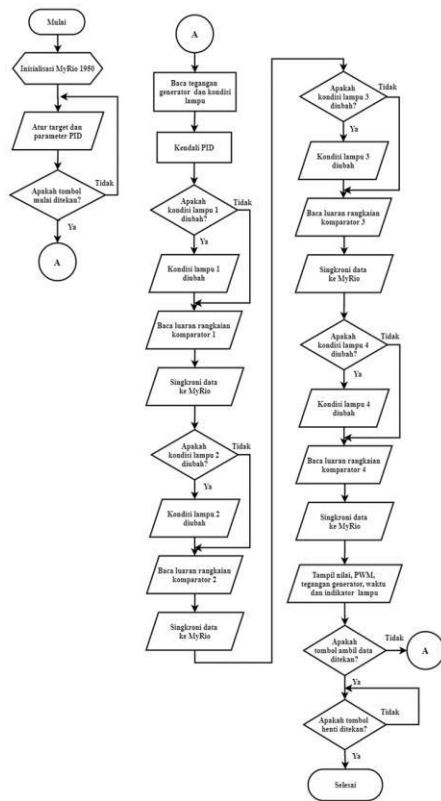 Mulai
Inisialisasi MyRio 1950
Atur target dan
parameter PID
Apakah tombol
mulai ditekan?
Tidak
Ya
A
A
Baca tegangan
generator dan kondisi
lampu
Kendali PID
Apakah
kondisi lampu 1
diubah?
Tidak
Ya
Kondisi lampu 1
diubah
Baca luaran rangkaian
komparator 1
Singkroni data
ke MyRio
Apakah
kondisi lampu 2
diubah?
Tidak
Ya
Kondisi lampu 2
diubah
Baca luaran rangkaian
komparator 2
Singkroni data
ke MyRio
Apakah
kondisi lampu 3
diubah?
Tidak
Ya
Kondisi lampu 3
diubah
Baca luaran rangkaian
komparator 3
Singkroni data
ke MyRio
Apakah
kondisi lampu 4
diubah?
Tidak
Ya
Kondisi lampu 4
diubah
Baca luaran rangkaian
komparator 4
Singkroni data
ke MyRio
Tampil nilai, PWM,
tegangan generator, waktu
dan indikator lampu
Apakah
tombol ambil data
ditekan?
Tidak
A
Ya
Apakah tombol
henti ditekan?
Tidak
Ya
Selesai